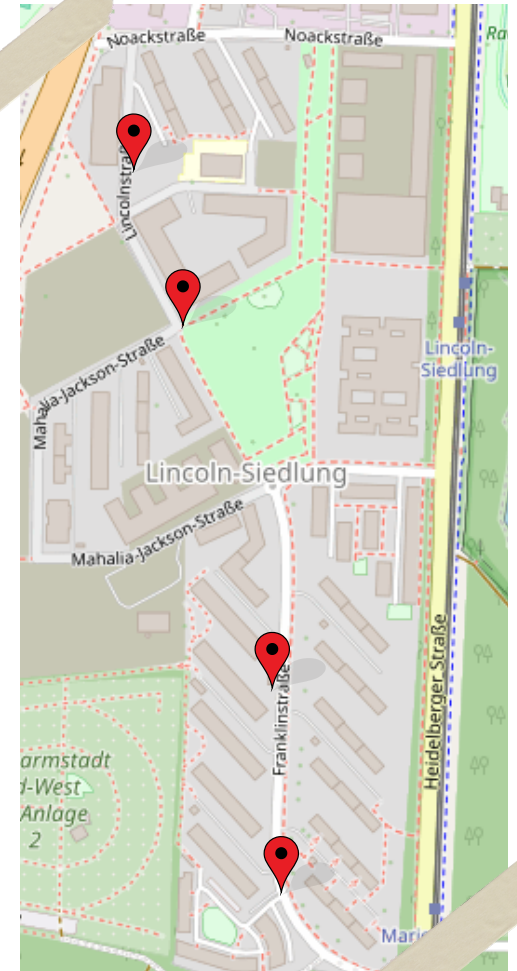 Noackstraße
Noackstraße
Lincolnstraße
Lincoln-
Siedlung
Mahalia-Jackson-Straße
Lincoln-Siedlung
Mahalia-Jackson-Straße
Heidelberger Straße
Franklinstraße
armstadt
d-West
Anlage
2